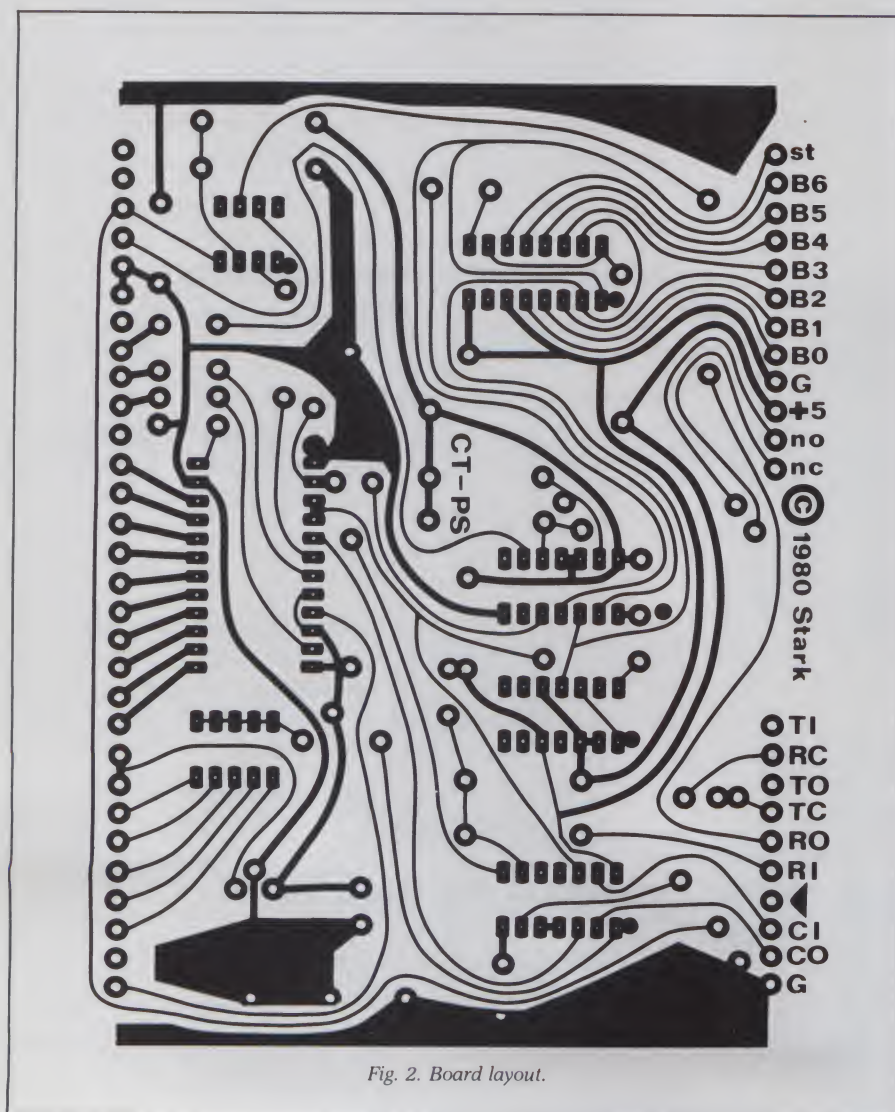 st
B6
B5
B4
B3
B2
B1
B0
G
+5
no
nc
CT-PS
© 1980 Stark
TI
RC
TO
TC
RO
RI
CI
CO
G
Fig. 2. Board layout.